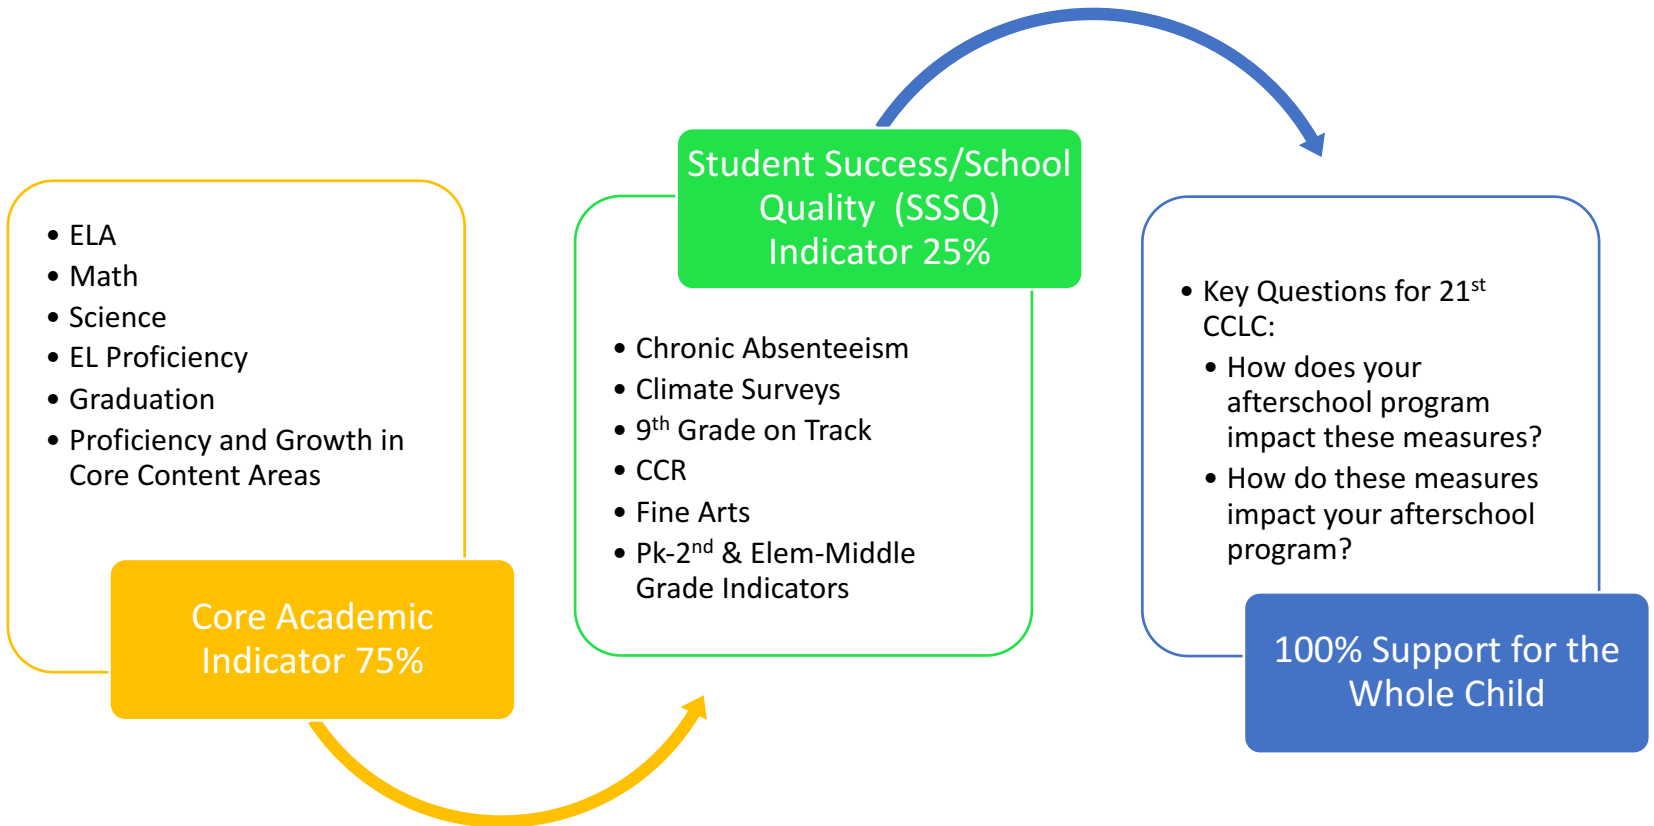 • ELA
• Math
• Science
• EL Proficiency
• Graduation
• Proficiency and Growth in
Core Content Areas
Core Academic
Indicator 75%
Student Success/School
Quality  (SSSQ)
Indicator 25%
• Chronic Absenteeism
• Climate Surveys
• 9th Grade on Track
• CCR
• Fine Arts
• Pk-2nd & Elem-Middle
Grade Indicators
• Key Questions for 21st
CCLC:
• How does your
afterschool program
impact these measures?
• How do these measures
impact your afterschool
program?
100% Support for the
Whole Child